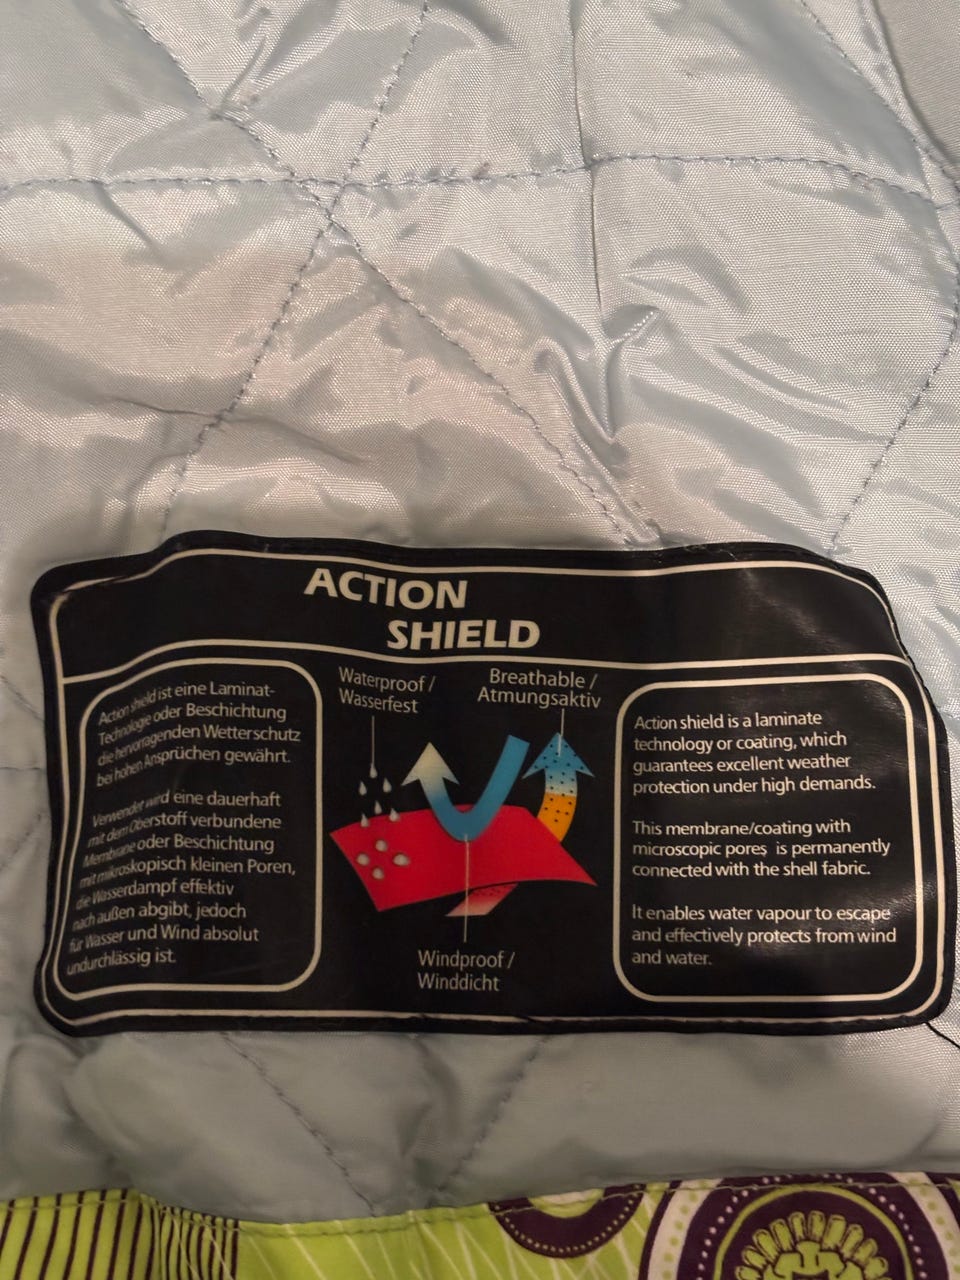 ACTION
SHIELD
Action shield ist eine Laminat-
Technologie oder Beschichtung
die hervorragenden Wetterschutz
bei hohen Ansprüchen gewährt.
Verwendet wird eine dauerhaft
mit dem Oberstoff verbundene
Membrane oder Beschichtung
mit mikroskopisch kleinen Poren,
die Wasserdampf effektiv
nach außen abgibt, jedoch
für Wasser und Wind absolut
undurchlässig ist.
Waterproof /
Wasserfest
Breathable /
Atmungsaktiv
Windproof /
Winddicht
Action shield is a laminate
technology or coating, which
guarantees excellent weather
protection under high demands.
This membrane/coating with
microscopic pores is permanently
connected with the shell fabric.
It enables water vapour to escape
and effectively protects from wind
and water.